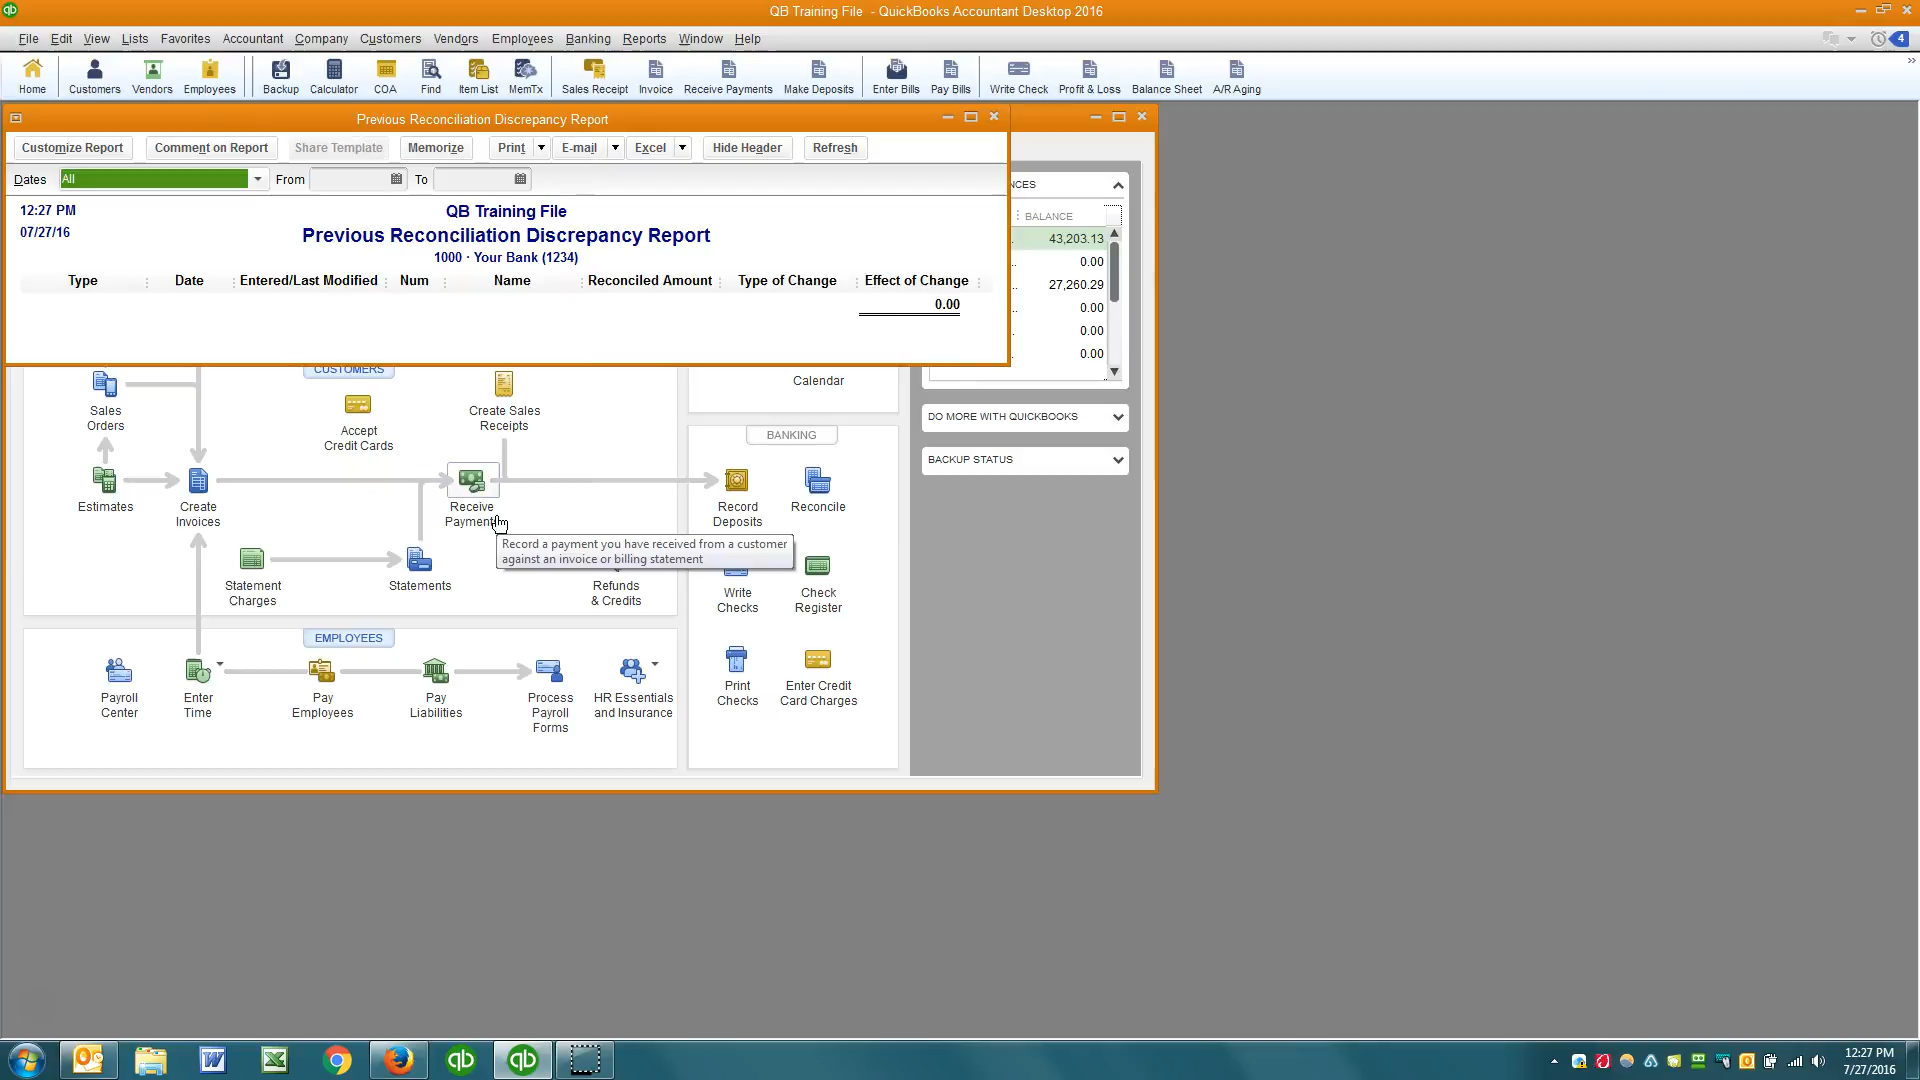 QB Training File - QuickBooks Accountant Desktop 2016
File Edit View Lists Favorites Accountant Company Customers Vendors Employees Banking Reports Window Help
4
Home Customers Vendors Employees Backup Calculator COA Find Item List MemTx Sales Receipt Invoice Receive Payments Make Deposits Enter Bills Pay Bills Write Check Profit & Loss Balance Sheet A/R Aging
Previous Reconciliation Discrepancy Report
Customize Report Comment on Report Share Template Memorize Print E-mail Excel Hide Header Refresh
Dates All From To
12:27 PM
07/27/16
QB Training File
Previous Reconciliation Discrepancy Report
1000 · Your Bank (1234)
Type Date Entered/Last Modified Num Name Reconciled Amount Type of Change Effect of Change
0.00
NCES
BALANCE
43,203.13
0.00
27,260.29
0.00
0.00
0.00
DO MORE WITH QUICKBOOKS
BACKUP STATUS
CUSTOMERS
Sales
Orders
Accept
Credit Cards
Create Sales
Receipts
Estimates
Create
Invoices
Receive
Payment
Record a payment you have received from a customer
against an invoice or billing statement
Statement
Charges
Statements
Refunds
& Credits
Calendar
BANKING
Record
Deposits
Reconcile
Write
Checks
Check
Register
Print
Checks
Enter Credit
Card Charges
EMPLOYEES
Payroll
Center
Enter
Time
Pay
Employees
Pay
Liabilities
Process
Payroll
Forms
HR Essentials
and Insurance
12:27 PM
7/27/2016